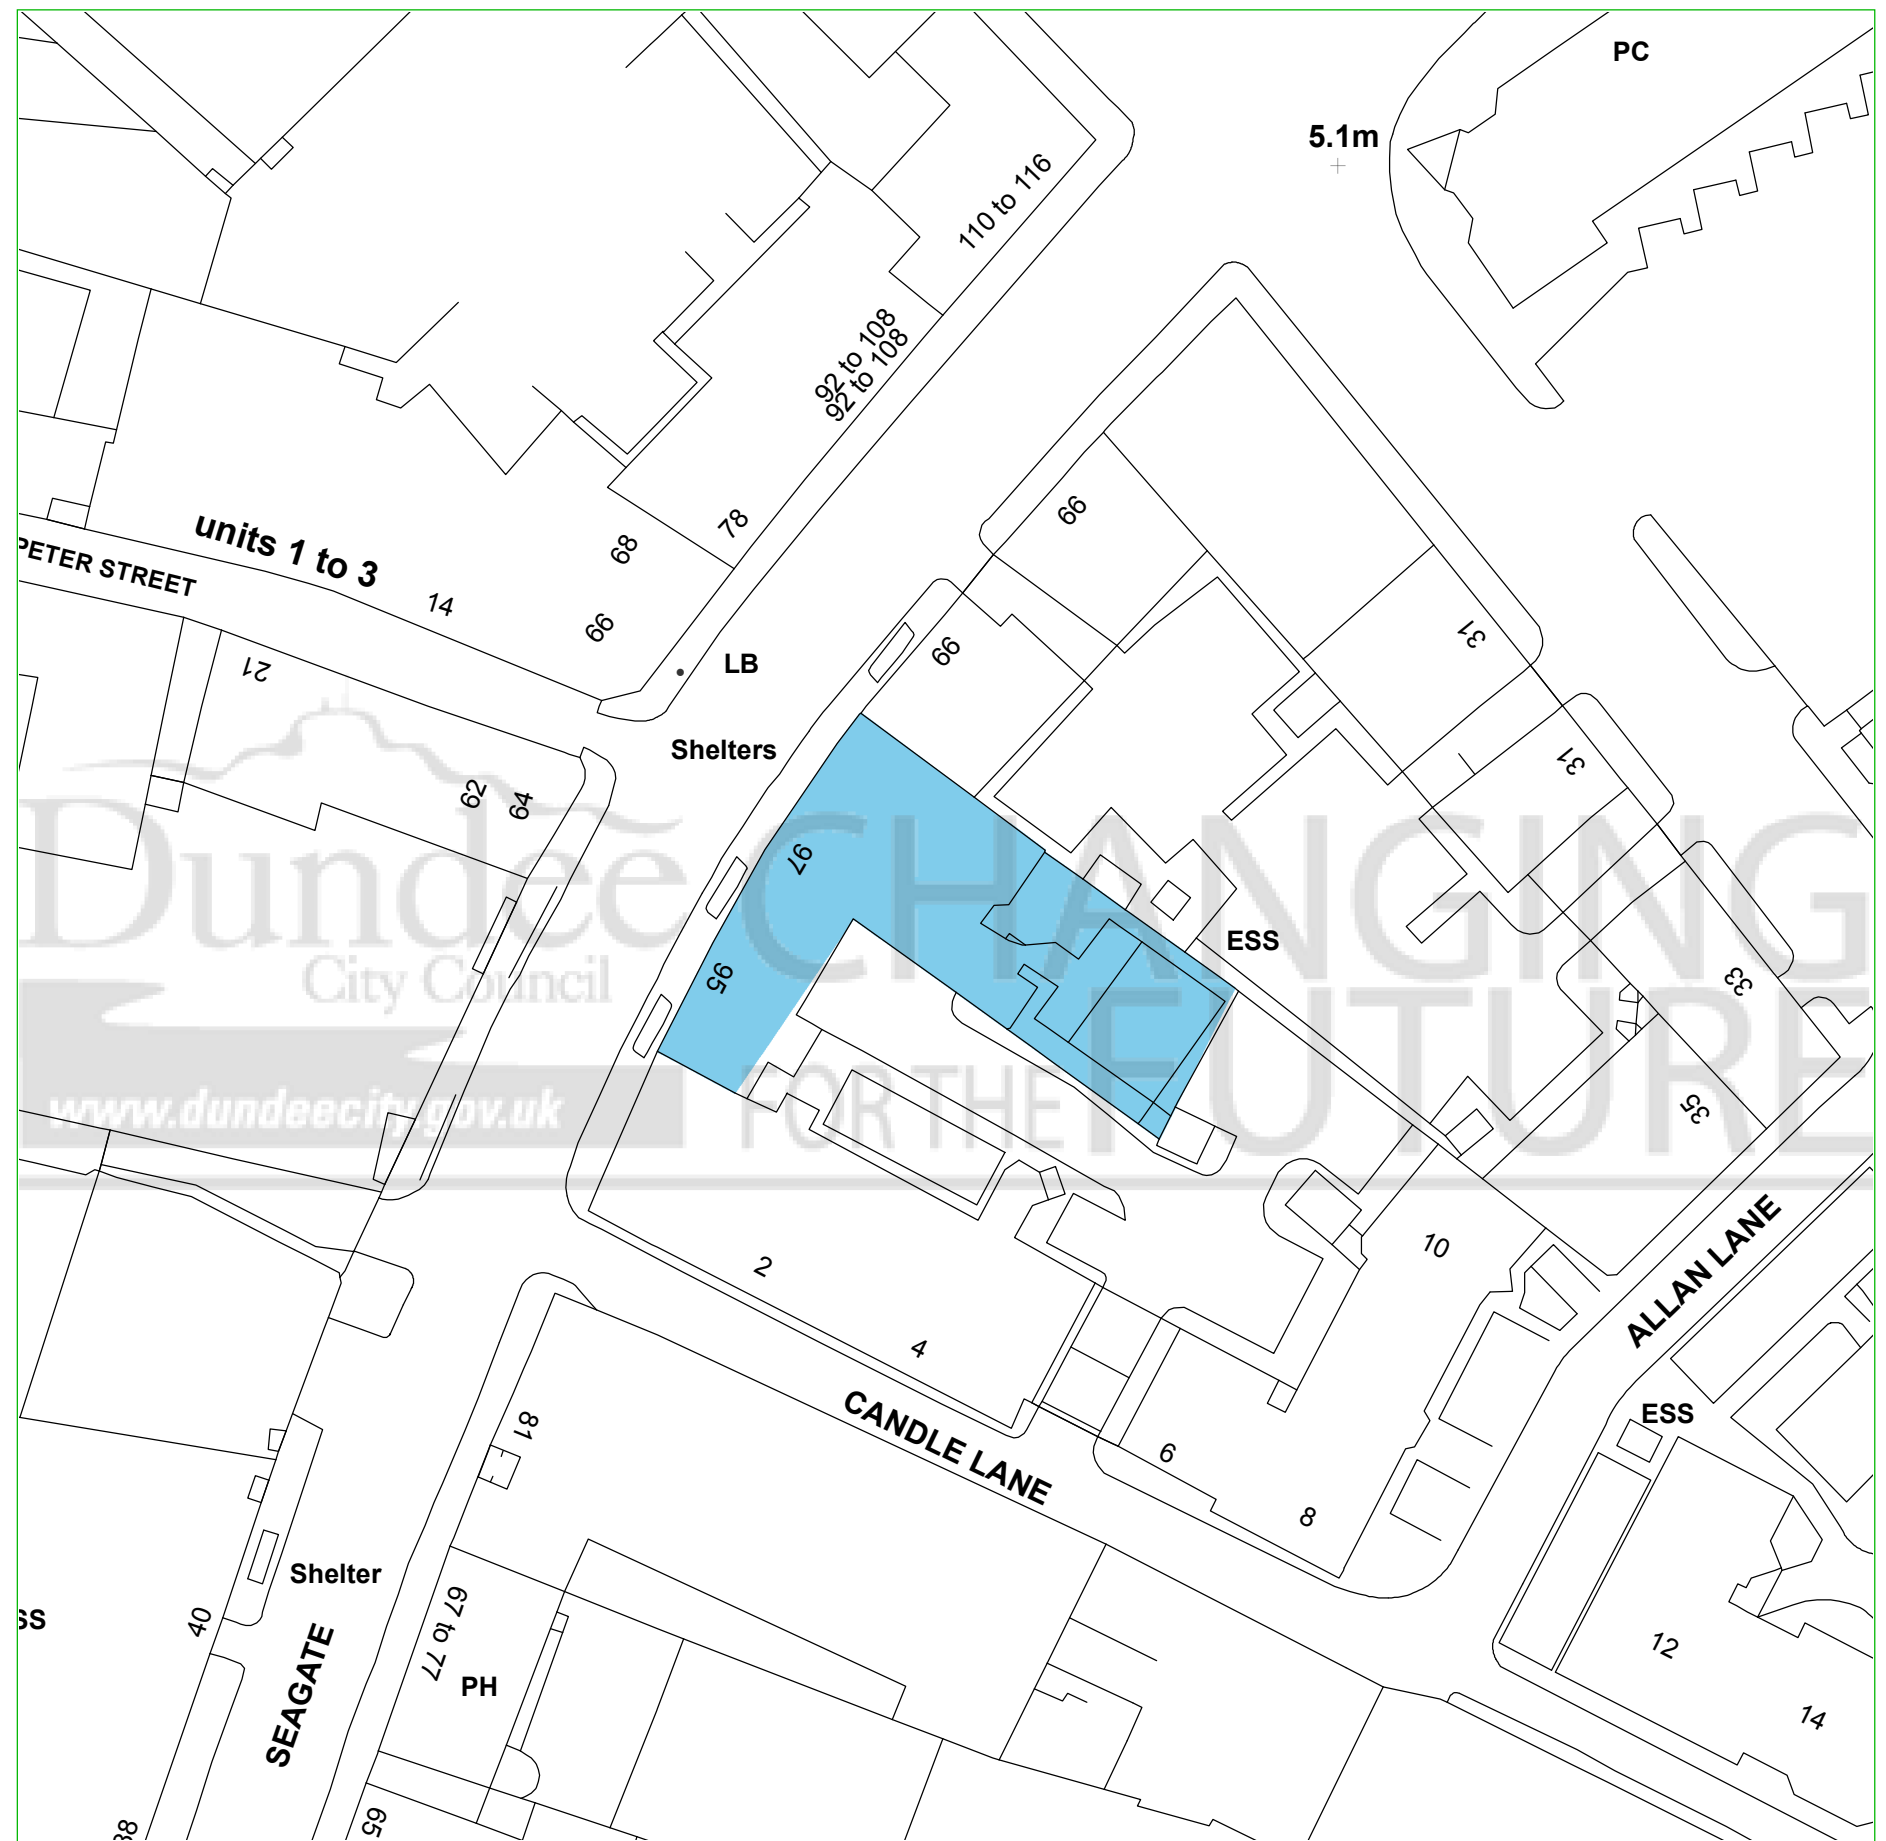 PC
5.1m
110 to 116
92 to 108
92 to 108
66
78
68
units 1 to 3
PETER STREET
14
66
31
21
LB
99
Shelters
31
62
64
97
Dundee
City Council
www.dundeecity.gov.uk
CHANGING
FOR THE FUTURE
ESS
95
33
35
10
2
ALLAN LANE
4
CANDLE LANE
ESS
81
6
8
Shelter
40
67 to 77
SS
12
SEAGATE
PH
14
65